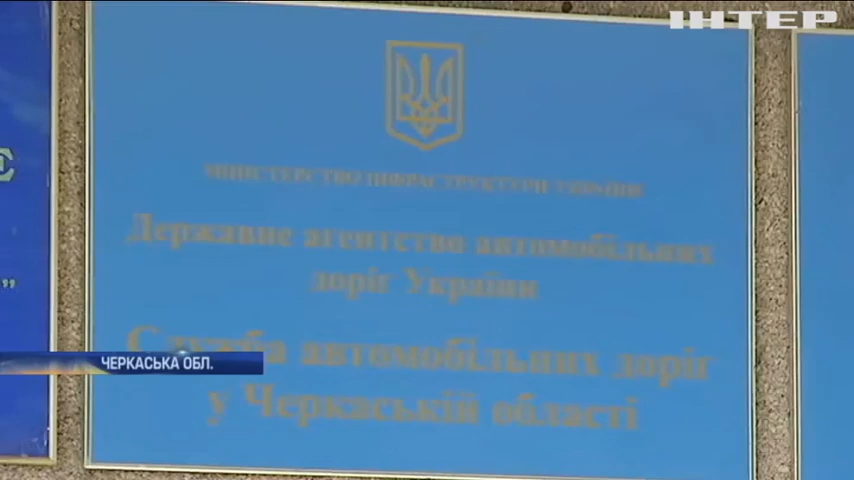 ІНТЕР
МІНІСТЕРСТВО ІНФРАСТРУКТУРИ УКРАЇНИ
Державне агентство автомобільних
доріг України
Служба автомобільних доріг
у Черкаській області
ЧЕРКАСЬКА ОБЛ.